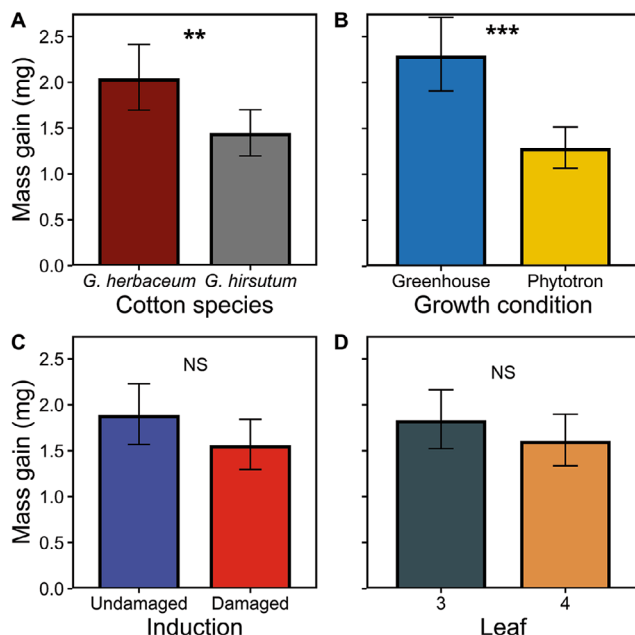 A
**
2.5
2.0
1.5
1.0
0.5
0.0
Mass gain (mg)
G. herbaceum G. hirsutum
Cotton species
B
***
Greenhouse Phytotron
Growth condition
C
NS
2.5
2.0
1.5
1.0
0.5
0.0
Mass gain (mg)
Undamaged Damaged
Induction
D
NS
3 4
Leaf